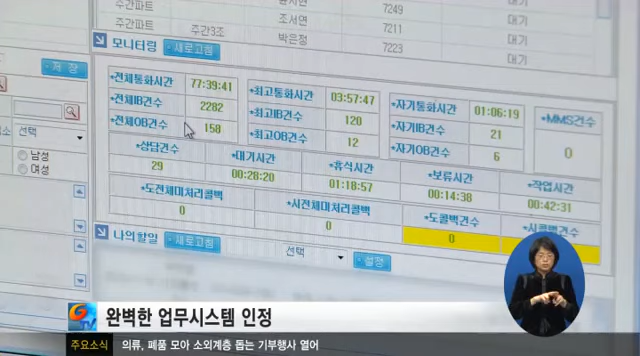 주간파트 윤시연 7249 대기
주간파트 조서연 7211 대기
주간파트 주간3조 박은정 7223 대기
모니터링 새로고침
저 장
*전체통화시간 77:39:41 *최고통화시간 03:57:47 *자기통화시간 01:06:19 *MMS건수
*전체IB건수 2282 *최고IB건수 120 *자기IB건수 21 0
*전체OB건수 158 *최고OB건수 12 *자기OB건수 6
*상담건수 *대기시간 *휴식시간 *보류시간 *작업시간
29 00:28:20 01:18:57 00:14:38 00:42:31
*도전체미처리콜백 *시전체미처리콜백 *도콜백건수 *시콜백건수
0 0 0
선택
남성
여성
나의할일 새로고침 선택 설정
G TV 완벽한 업무시스템 인정
주요소식 의류, 폐품 모아 소외계층 돕는 기부행사 열어